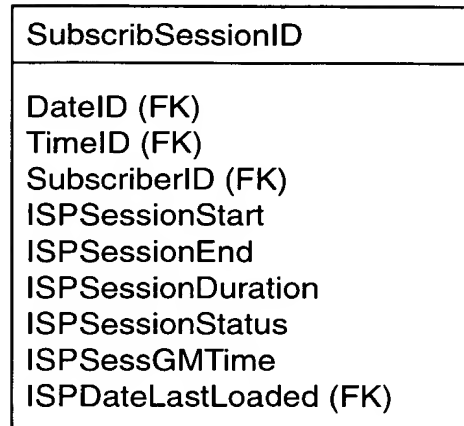 SubscribSessionID
DateID (FK)
TimeID (FK)
SubscriberID (FK)
ISPSessionStart
ISPSessionEnd
ISPSessionDuration
ISPSessionStatus
ISPSessGMTime
ISPDateLastLoaded (FK)